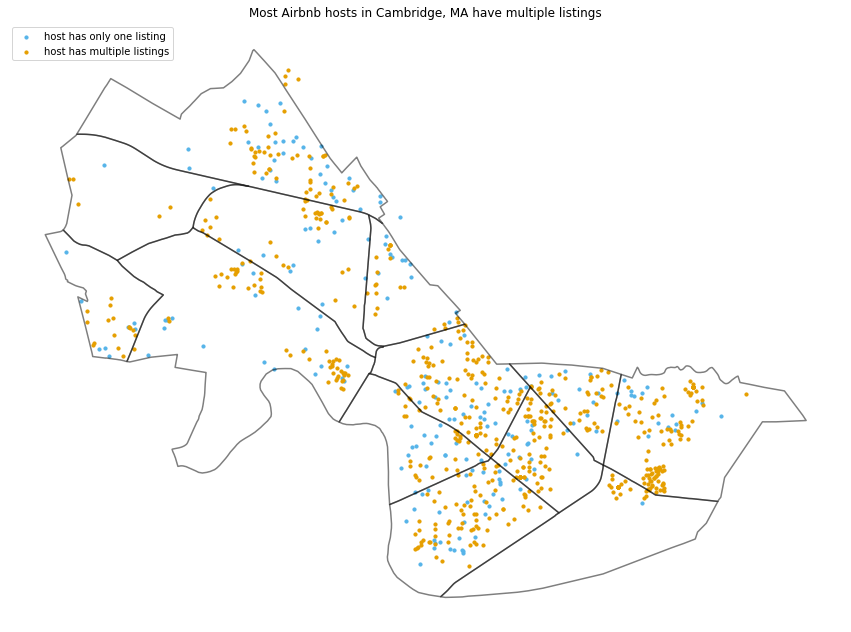 Most Airbnb hosts in Cambridge, MA have multiple listings
host has only one listing
host has multiple listings